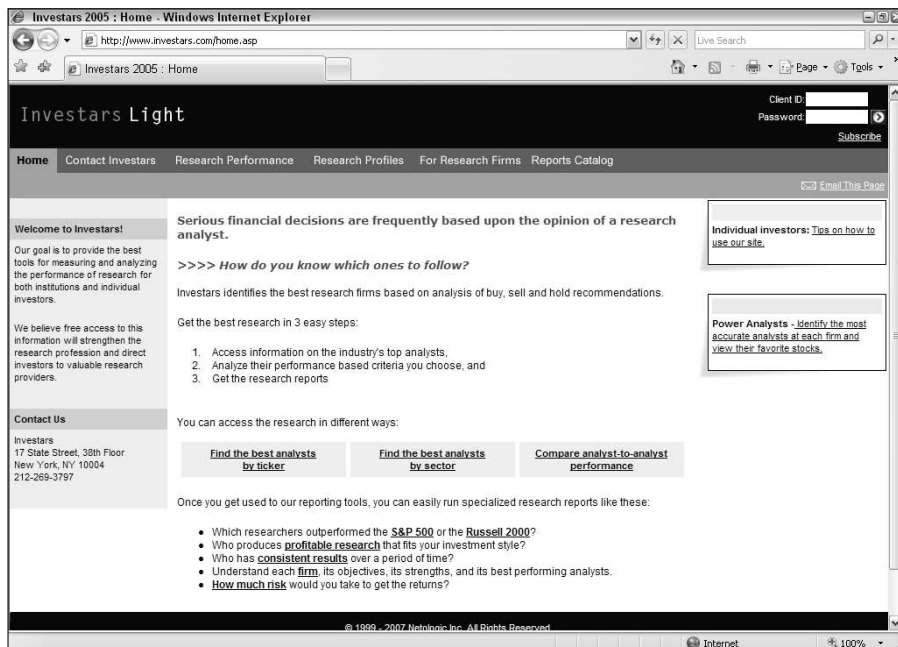 Investars 2005 : Home - Windows Internet Explorer
http://www.investars.com/home.asp
Live Search
Investars 2005 : Home
Page
Tools
Investars Light
Client ID:
Password:
Subscribe
Home Contact Investars Research Performance Research Profiles For Research Firms Reports Catalog
Email This Page
Welcome to Investars!
Our goal is to provide the best
tools for measuring and analyzing
the performance of research for
both institutions and individual
investors.
We believe free access to this
information will strengthen the
research profession and direct
investors to valuable research
providers.
Contact Us
Investars
17 State Street, 38th Floor
New York, NY 10004
212-269-3797
Serious financial decisions are frequently based upon the opinion of a research
analyst.
>>>> How do you know which ones to follow?
Investars identifies the best research firms based on analysis of buy, sell and hold recommendations.
Get the best research in 3 easy steps:
1. Access information on the industry's top analysts,
2. Analyze their performance based criteria you choose, and
3. Get the research reports
You can access the research in different ways:
Find the best analysts
by ticker
Find the best analysts
by sector
Compare analyst-to-analyst
performance
Once you get used to our reporting tools, you can easily run specialized research reports like these:
• Which researchers outperformed the S&P 500 or the Russell 2000?
• Who produces profitable research that fits your investment style?
• Who has consistent results over a period of time?
• Understand each firm, its objectives, its strengths, and its best performing analysts.
• How much risk would you take to get the returns?
Individual investors: Tips on how to
use our site.
Power Analysts - Identify the most
accurate analysts at each firm and
view their favorite stocks.
© 1999 - 2007 Netologic Inc. All Rights Reserved
Internet
100%